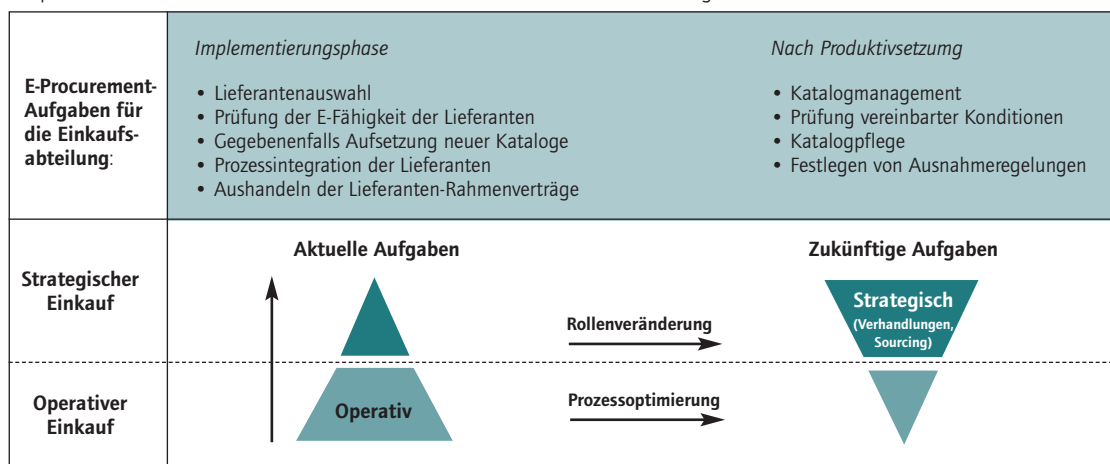 E-Procurement-
Aufgaben für
die Einkaufs-
abteilung:
Implementierungsphase
• Lieferantenauswahl
• Prüfung der E-Fähigkeit der Lieferanten
• Gegebenenfalls Aufsetzung neuer Kataloge
• Prozessintegration der Lieferanten
• Aushandeln der Lieferanten-Rahmenverträge
Nach Produktivsetzumg
• Katalogmanagement
• Prüfung vereinbarter Konditionen
• Katalogpflege
• Festlegen von Ausnahmeregelungen
Aktuelle Aufgaben
Zukünftige Aufgaben
Strategischer
Einkauf
Rollenveränderung
Strategisch
(Verhandlungen,
Sourcing)
Operativer
Einkauf
Operativ
Prozessoptimierung